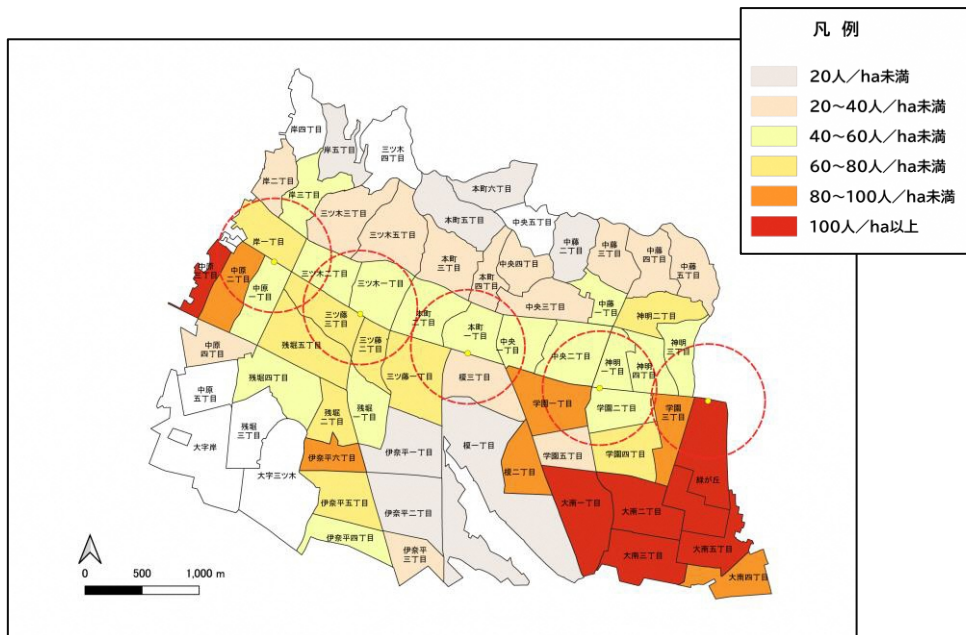 凡 例
20人／ha未満
20～40人／ha未満
40～60人／ha未満
60～80人／ha未満
80～100人／ha未満
100人／ha以上
岸四丁目
岸五丁目
三ツ木
四丁目
岸二丁目
岸三丁目
三ツ木三丁目
三ツ木五丁目
本町六丁目
本町五丁目
中央五丁目
中藤
二丁目
中藤
三丁目
中藤
四丁目
中藤
五丁目
岸一丁目
三ツ木二丁目
三ツ木一丁目
本町
三丁目
本町
四丁目
中央四丁目
中央三丁目
中藤
一丁目
神明二丁目
中原
三丁目
中原
二丁目
中原
一丁目
三ツ藤
三丁目
三ツ藤
二丁目
本町
二丁目
本町
一丁目
中央
一丁目
中央二丁目
神明
一丁目
神明
四丁目
神明
三丁目
中原
四丁目
残堀五丁目
三ツ藤一丁目
榎三丁目
学園一丁目
学園二丁目
学園
三丁目
中原
五丁目
残堀四丁目
残堀
二丁目
残堀
一丁目
残堀
三丁目
大字岸
大字三ツ木
伊奈平六丁目
伊奈平一丁目
榎一丁目
榎二丁目
学園五丁目
学園四丁目
緑が丘
伊奈平五丁目
伊奈平二丁目
大南一丁目
大南二丁目
伊奈平四丁目
伊奈平
三丁目
大南三丁目
大南五丁目
大南四丁目
0 500 1,000 m